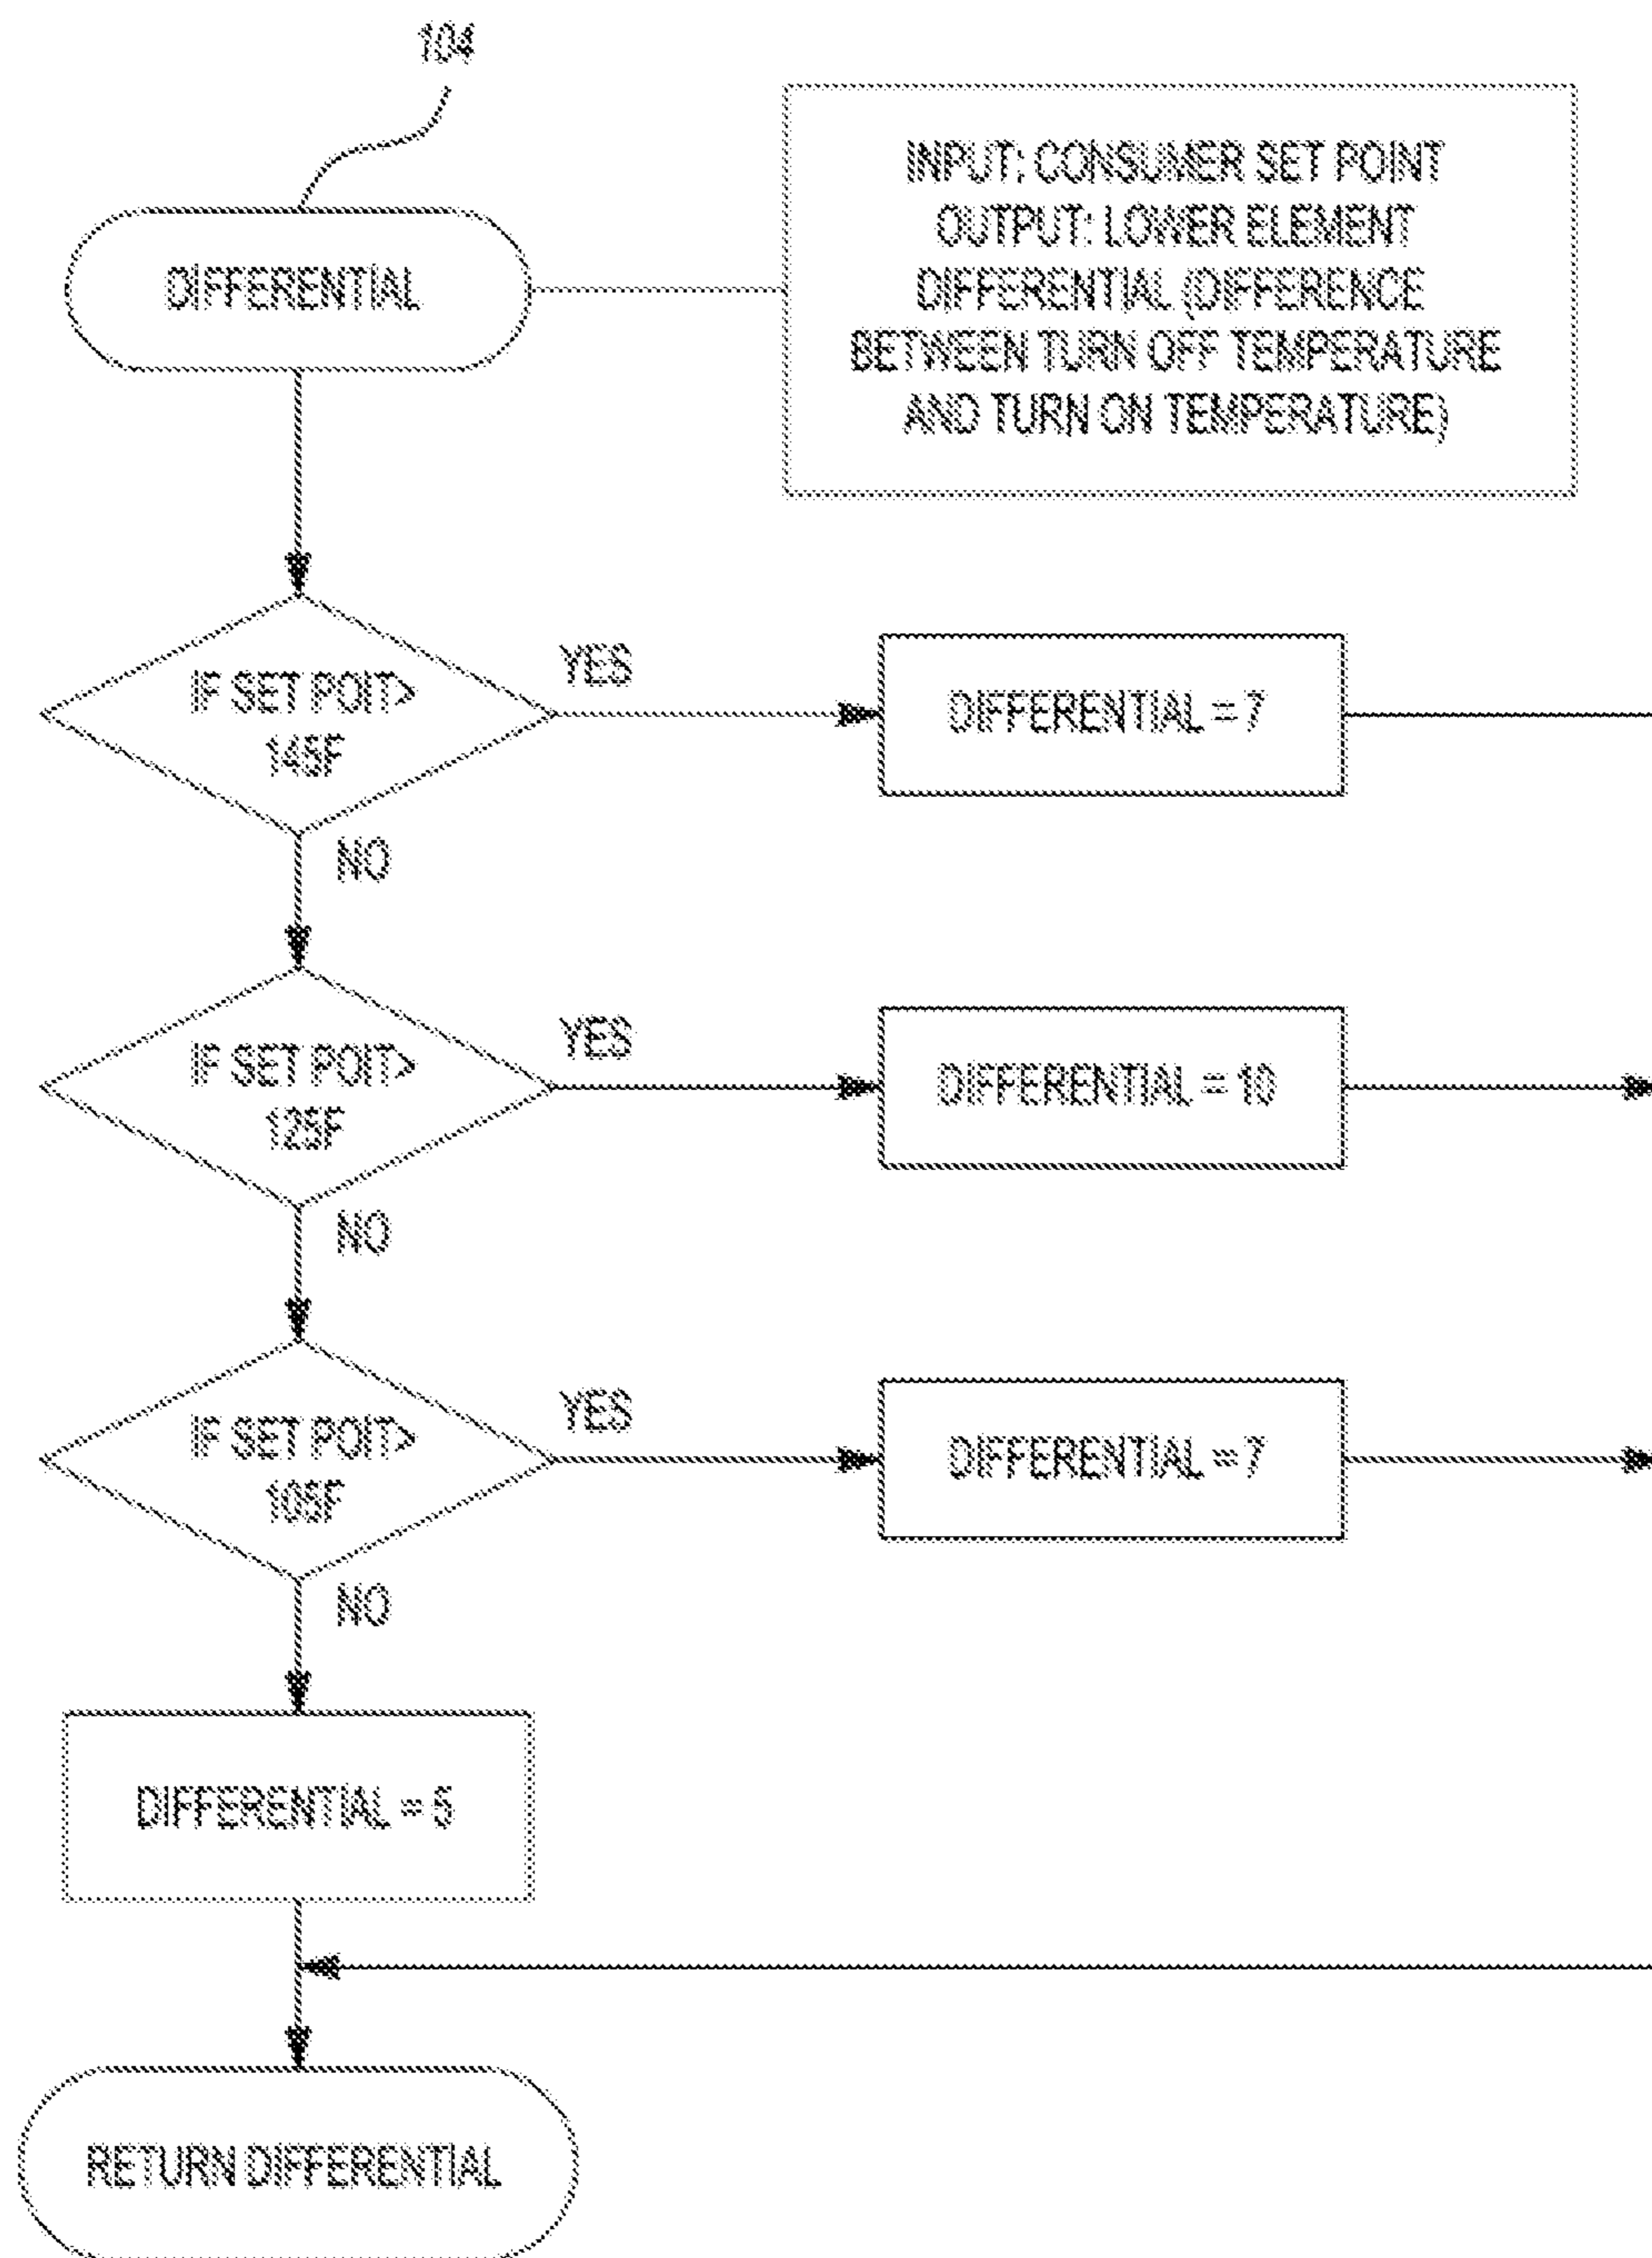 104
DIFFERENTIAL
INPUT: CONSUMER SET POINT
OUTPUT: LOWER ELEMENT
DIFFERENTIAL (DIFFERENCE
BETWEEN TURN OFF TEMPERATURE
AND TURN ON TEMPERATURE)
IF SET POIT>
145F
YES
DIFFERENTIAL = 7
NO
IF SET POIT>
125F
YES
DIFFERENTIAL = 10
NO
IF SET POIT>
105F
YES
DIFFERENTIAL = 7
NO
DIFFERENTIAL = 5
RETURN DIFFERENTIAL